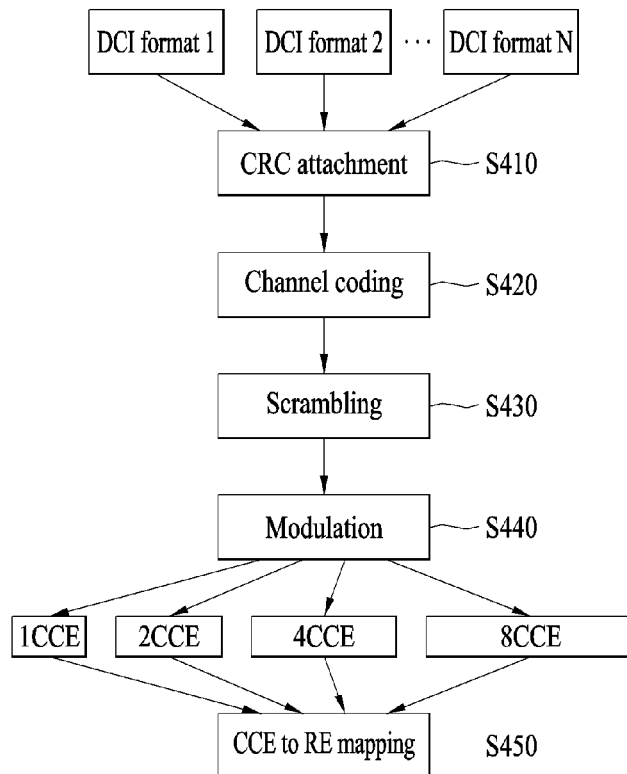 DCI format 1 DCI format 2 ··· DCI format N
CRC attachment S410
Channel coding S420
Scrambling S430
Modulation S440
1CCE 2CCE 4CCE 8CCE
CCE to RE mapping S450